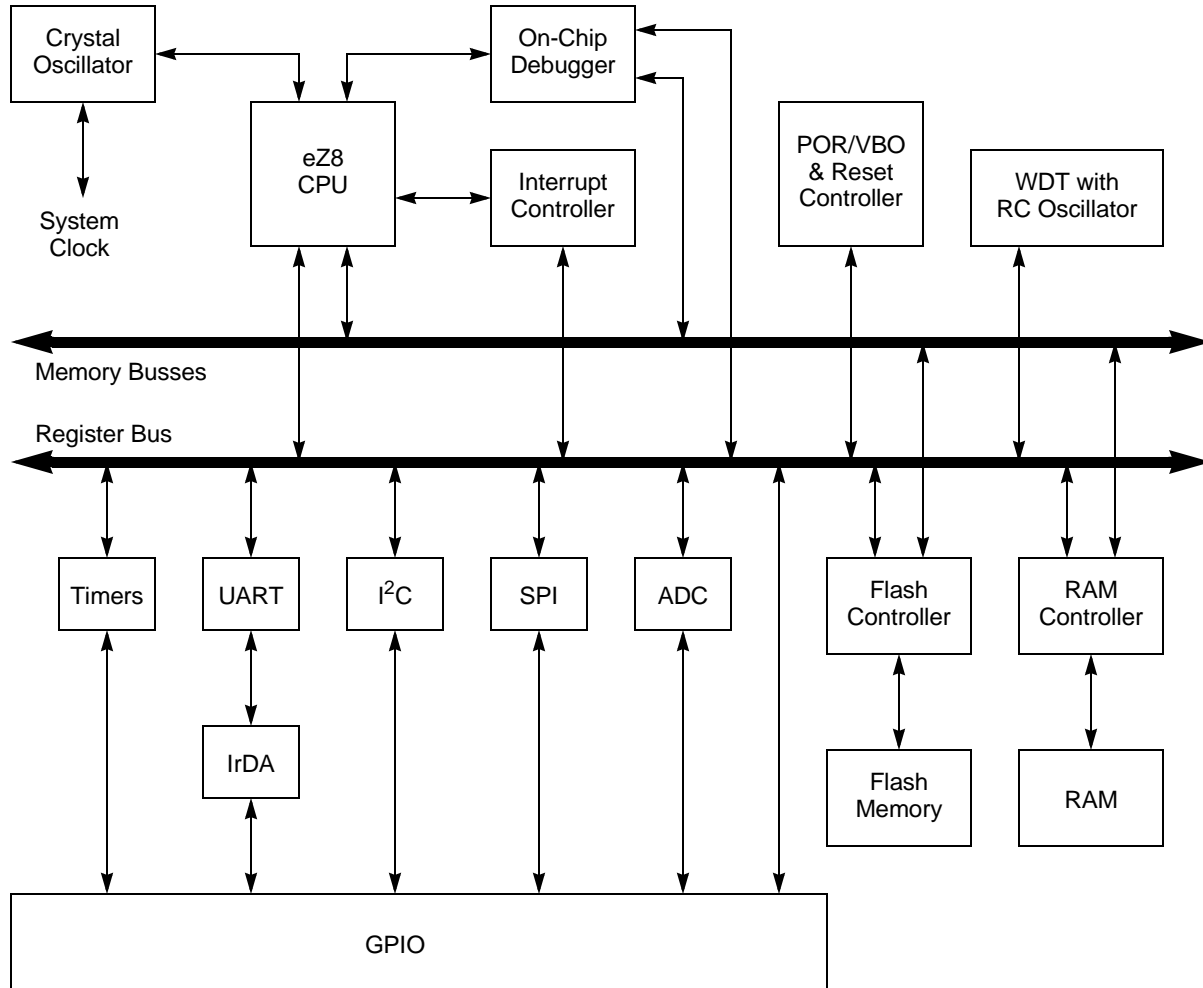 Crystal
Oscillator
On-Chip
Debugger
eZ8
CPU
Interrupt
Controller
POR/VBO
& Reset
Controller
WDT with
RC Oscillator
System
Clock
Memory Busses
Register Bus
Timers
UART
I²C
SPI
ADC
Flash
Controller
RAM
Controller
IrDA
Flash
Memory
RAM
GPIO